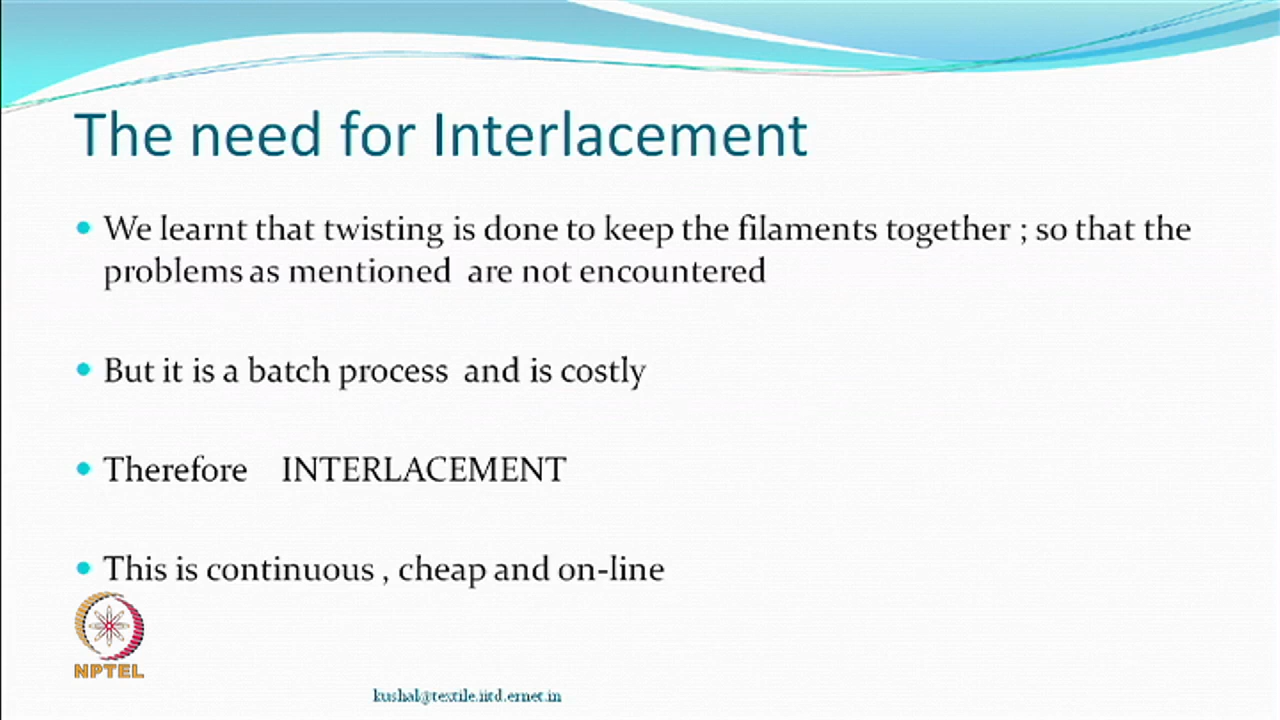 The need for Interlacement
We learnt that twisting is done to keep the filaments together ; so that the
problems as mentioned are not encountered
But it is a batch process and is costly
Therefore INTERLACEMENT
This is continuous , cheap and on-line
NPTEL
kushal@textile.iitd.ernet.in